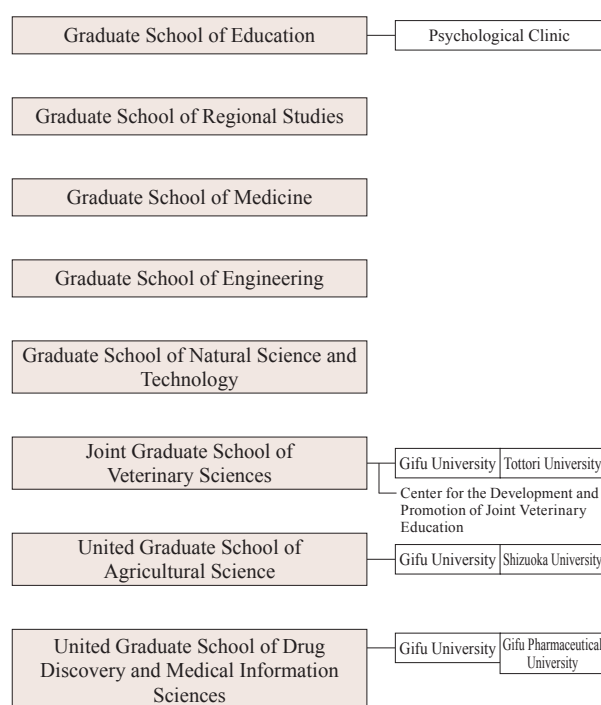 Graduate School of Education
Psychological Clinic
Graduate School of Regional Studies
Graduate School of Medicine
Graduate School of Engineering
Graduate School of Natural Science and
Technology
Joint Graduate School of
Veterinary Sciences
Gifu University
Tottori University
Center for the Development and
Promotion of Joint Veterinary
Education
United Graduate School of
Agricultural Science
Gifu University
Shizuoka University
United Graduate School of Drug
Discovery and Medical Information
Sciences
Gifu University
Gifu Pharmaceutical
University